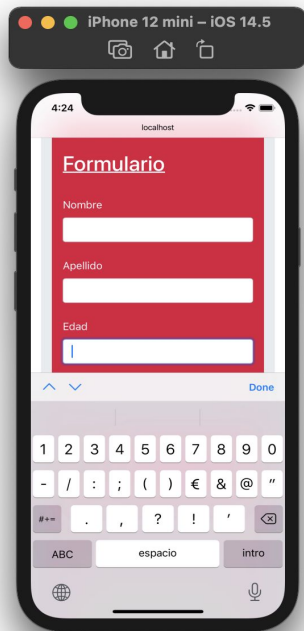 iPhone 12 mini – iOS 14.5
4:24
localhost
Formulario
Nombre
Apellido
Edad
Done
1 2 3 4 5 6 7 8 9 0
- / : ; ( ) € & @ "
#+= . , ? ! '
ABC espacio intro